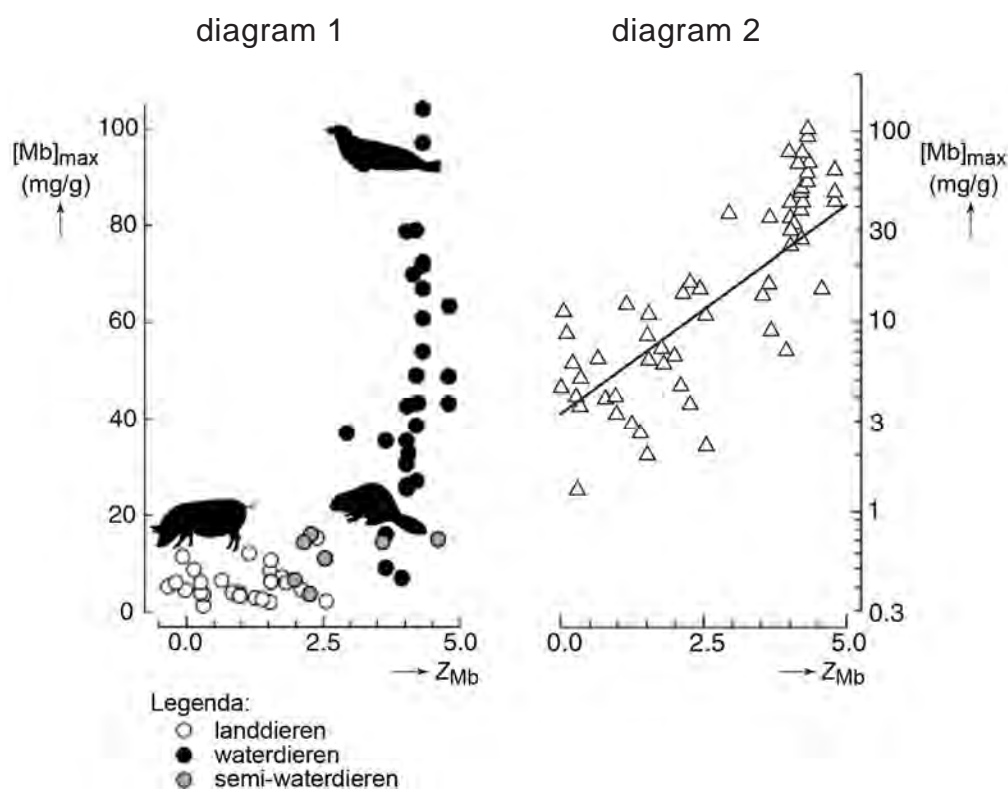 diagram 1
diagram 2
[Mb]max
(mg/g)
100
80
60
40
20
0
0.0 2.5 5.0
ZMb
100
30
10
3
1
0.3
[Mb]max
(mg/g)
0.0 2.5 5.0
ZMb
Legenda:
landdieren
waterdieren
semi-waterdieren